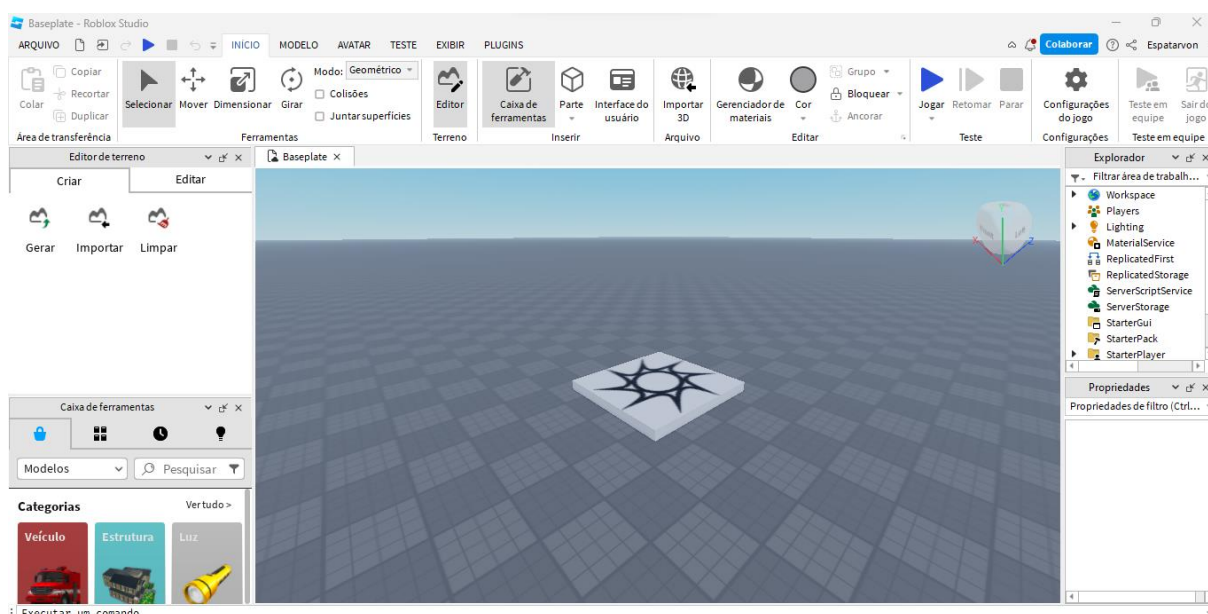 Baseplate - Roblox Studio
ARQUIVO INÍCIO MODELO AVATAR TESTE EXIBIR PLUGINS Colaborar Espatarvon
Colar Copiar Recortar Duplicar
Selecionar Mover Dimensionar Girar
Modo: Geométrico
Colisões
Juntar superfícies
Editor
Caixa de ferramentas
Parte
Interface do usuário
Importar 3D
Gerenciador de materiais
Cor
Grupo
Bloquear
Ancorar
Jogar Retomar Parar
Configurações do jogo
Teste em equipe
Sair do jogo
Área de transferência Ferramentas Terreno Inserir Arquivo Editar Teste Configurações Teste em equipe
Editor de terreno
Criar Editar
Gerar Importar Limpar
Baseplate
Caixa de ferramentas
Modelos Pesquisar
Categorias Ver tudo >
Veículo Estrutura Luz
Explorador
Filtrar área de trabalh...
Workspace
Players
Lighting
MaterialService
ReplicatedFirst
ReplicatedStorage
ServerScriptService
ServerStorage
StarterGui
StarterPack
StarterPlayer
Propriedades
Propriedades de filtro (Ctrl...
Executar um comando